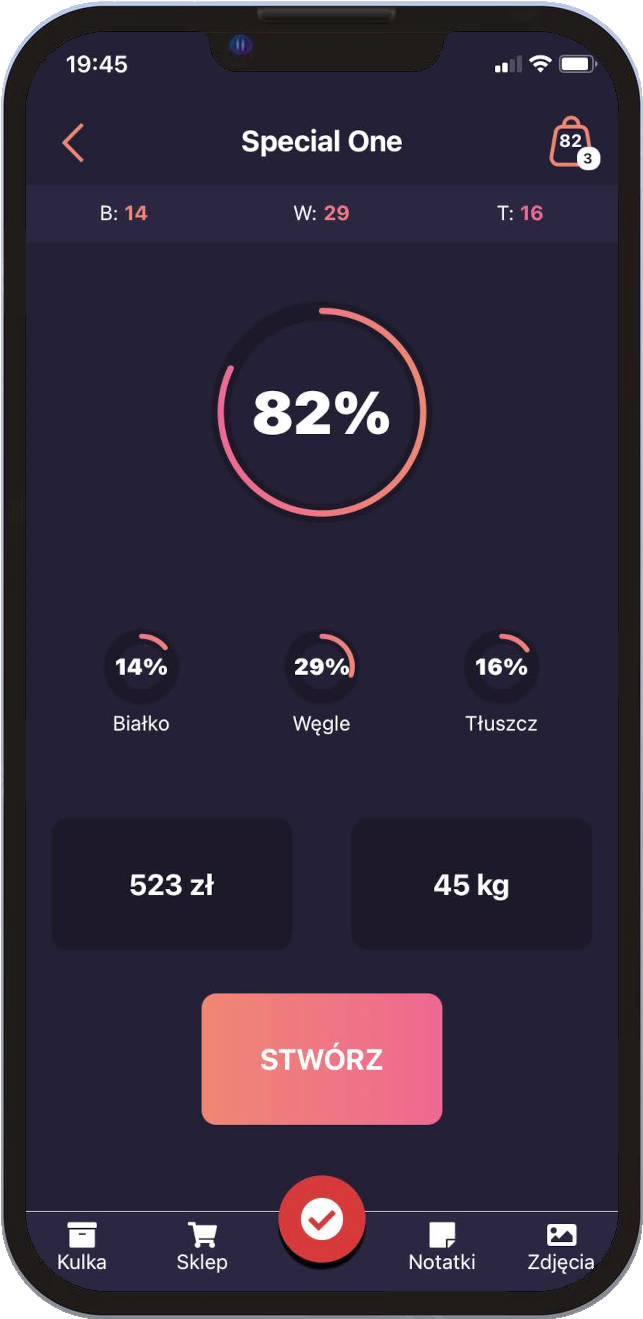 19:45
Special One
82
3
B: 14 W: 29 T: 16
82%
14% 29% 16%
Białko Węgle Tłuszcz
523 zł 45 kg
STWÓRZ
Kulka Sklep Notatki Zdjęcia